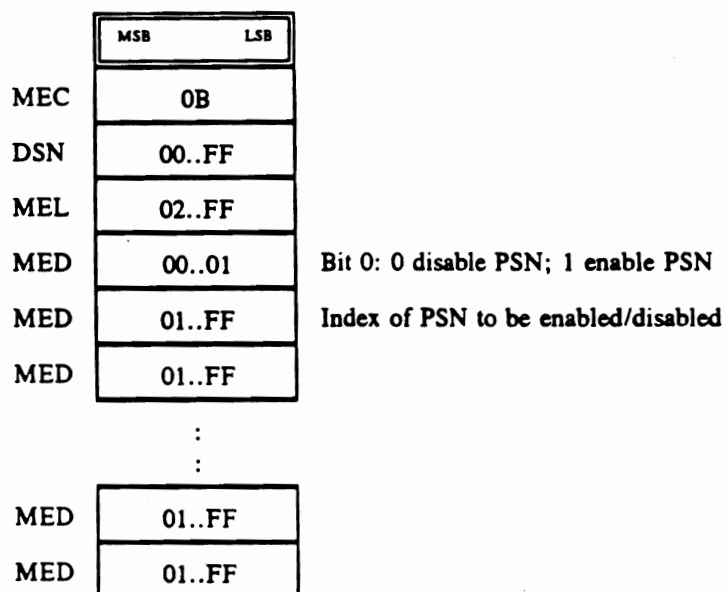 MSB LSB
MEC 0B
DSN 00..FF
MEL 02..FF
MED 00..01 Bit 0: 0 disable PSN; 1 enable PSN
MED 01..FF Index of PSN to be enabled/disabled
MED 01..FF
:
:
MED 01..FF
MED 01..FF